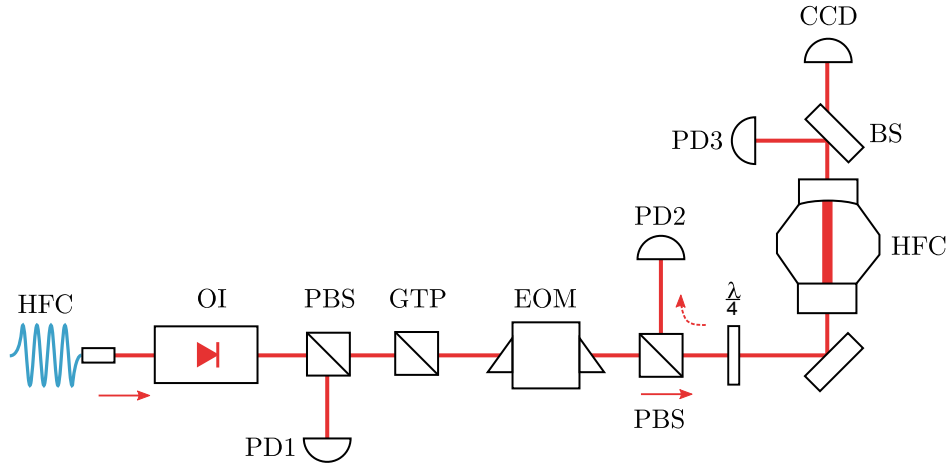 CCD
BS
PD3
PD2
HFC
HFC
OI
PBS
GTP
EOM
λ
4
PBS
PD1